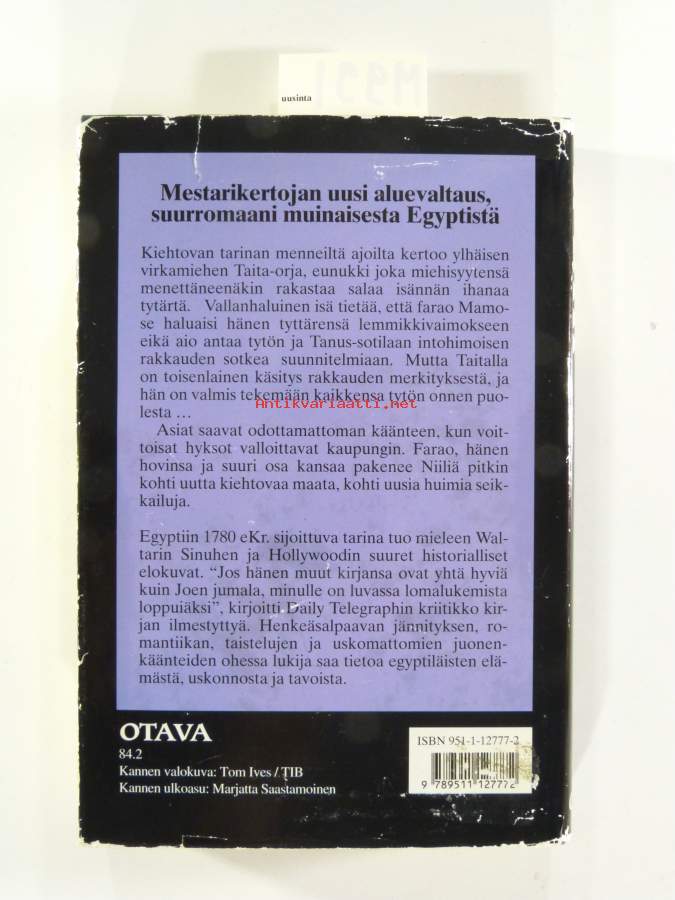 uusinta
Mestarikertojan uusi aluevaltaus,
suurromaani muinaisesta Egyptistä
Kiehtovan tarinan menneiltä ajoilta kertoo ylhäisen
virkamiehen Taita-orja, eunukki joka miehisyytensä
menettäneenäkin rakastaa salaa isännän ihanaa
tytärtä. Vallanhaluinen isä tietää, että farao Mamo-
se haluaisi hänen tyttärensä lemmikkivaimokseen
eikä aio antaa tytön ja Tanus-sotilaan intohimoisen
rakkauden sotkea suunnitelmiaan. Mutta Taitalla
on toisenlainen käsitys rakkauden merkityksestä, ja
hän on valmis tekemään kaikkensa tytön onnen puo-
Antikvariaatti.net
lesta ...
Asiat saavat odottamattoman käänteen, kun voit-
toisat hyksot valloittavat kaupungin. Farao, hänen
hovinsa ja suuri osa kansaa pakenee Niiliä pitkin
kohti uutta kiehtovaa maata, kohti uusia huimia seik-
kailuja.
Egyptiin 1780 eKr. sijoittuva tarina tuo mieleen Wal-
tarin Sinuhen ja Hollywoodin suuret historialliset
elokuvat. “Jos hänen muut kirjansa ovat yhtä hyviä
kuin Joen jumala, minulle on luvassa lomalukemista
loppuiäksi”, kirjoitti Daily Telegraphin kriitikko kir-
jan ilmestyttyä. Henkeäsalpaavan jännityksen, ro-
mantiikan, taistelujen ja uskomattomien juonen-
käänteiden ohessa lukija saa tietoa egyptiläisten elä-
mästä, uskonnosta ja tavoista.
OTAVA
84.2
Kannen valokuva: Tom Ives / TIB
Kannen ulkoasu: Marjatta Saastamoinen
ISBN 951-1-12777-2
9 789511 127772